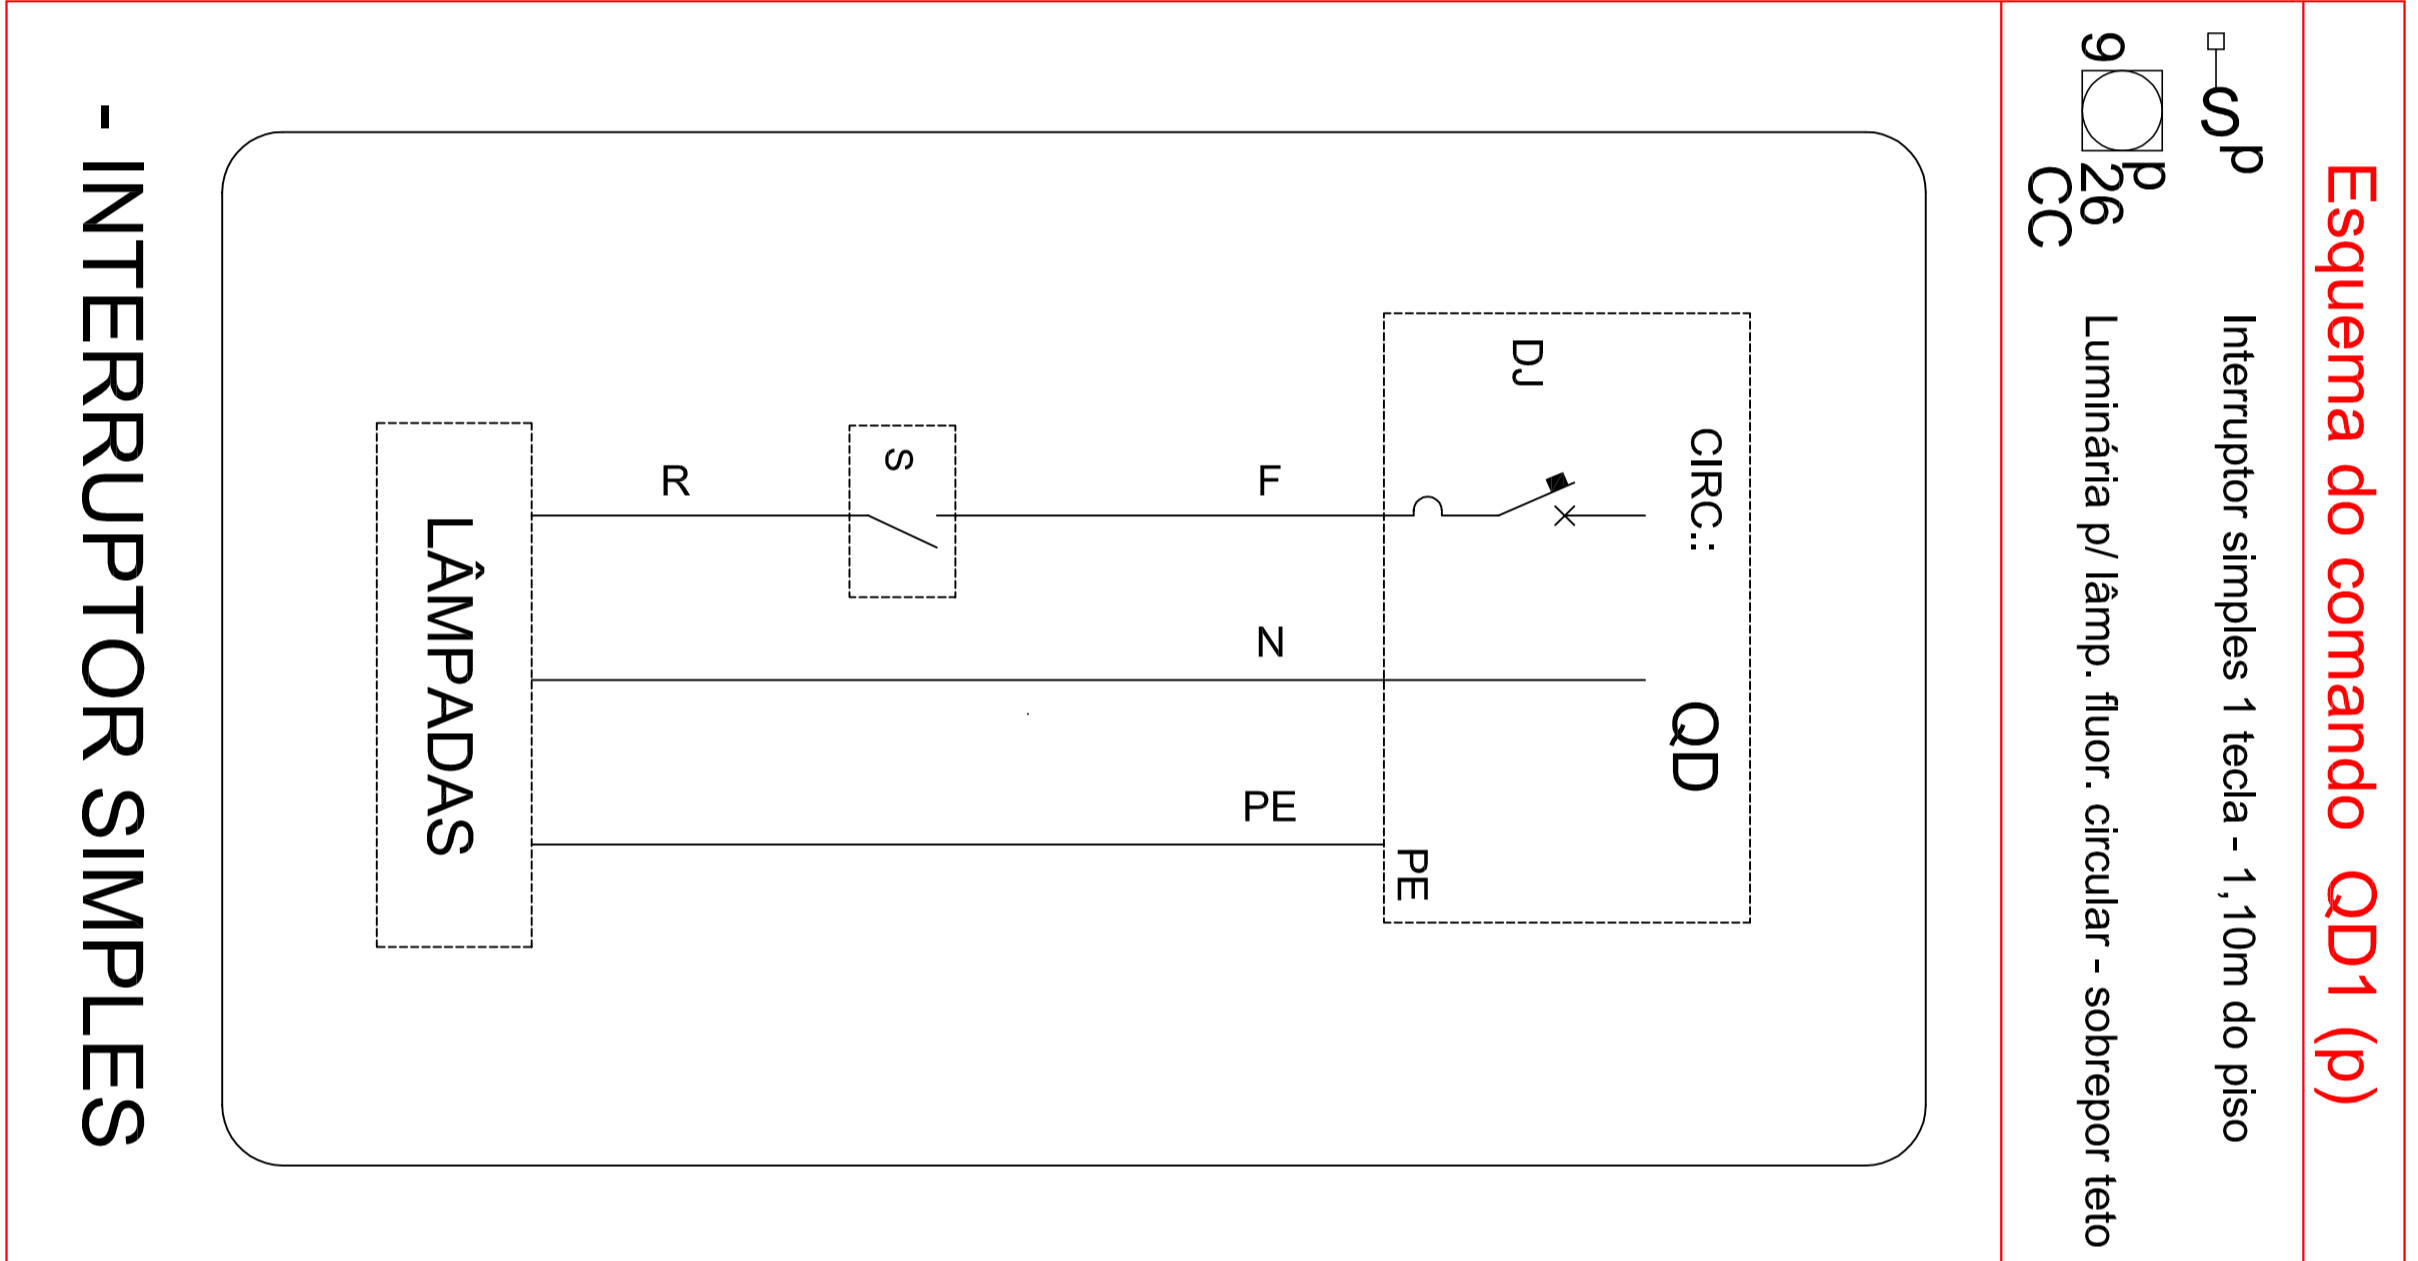 Esquema do comando QD1 (p)
S p
Interruptor simples 1 tecla - 1,10m do piso
p
9 26
CC
Luminária p/ lâmp. fluor. circular - sobrepor teto
CIRC.:
QD
DJ
PE
F
N
PE
S
R
LÂMPADAS
- INTERRUPTOR SIMPLES